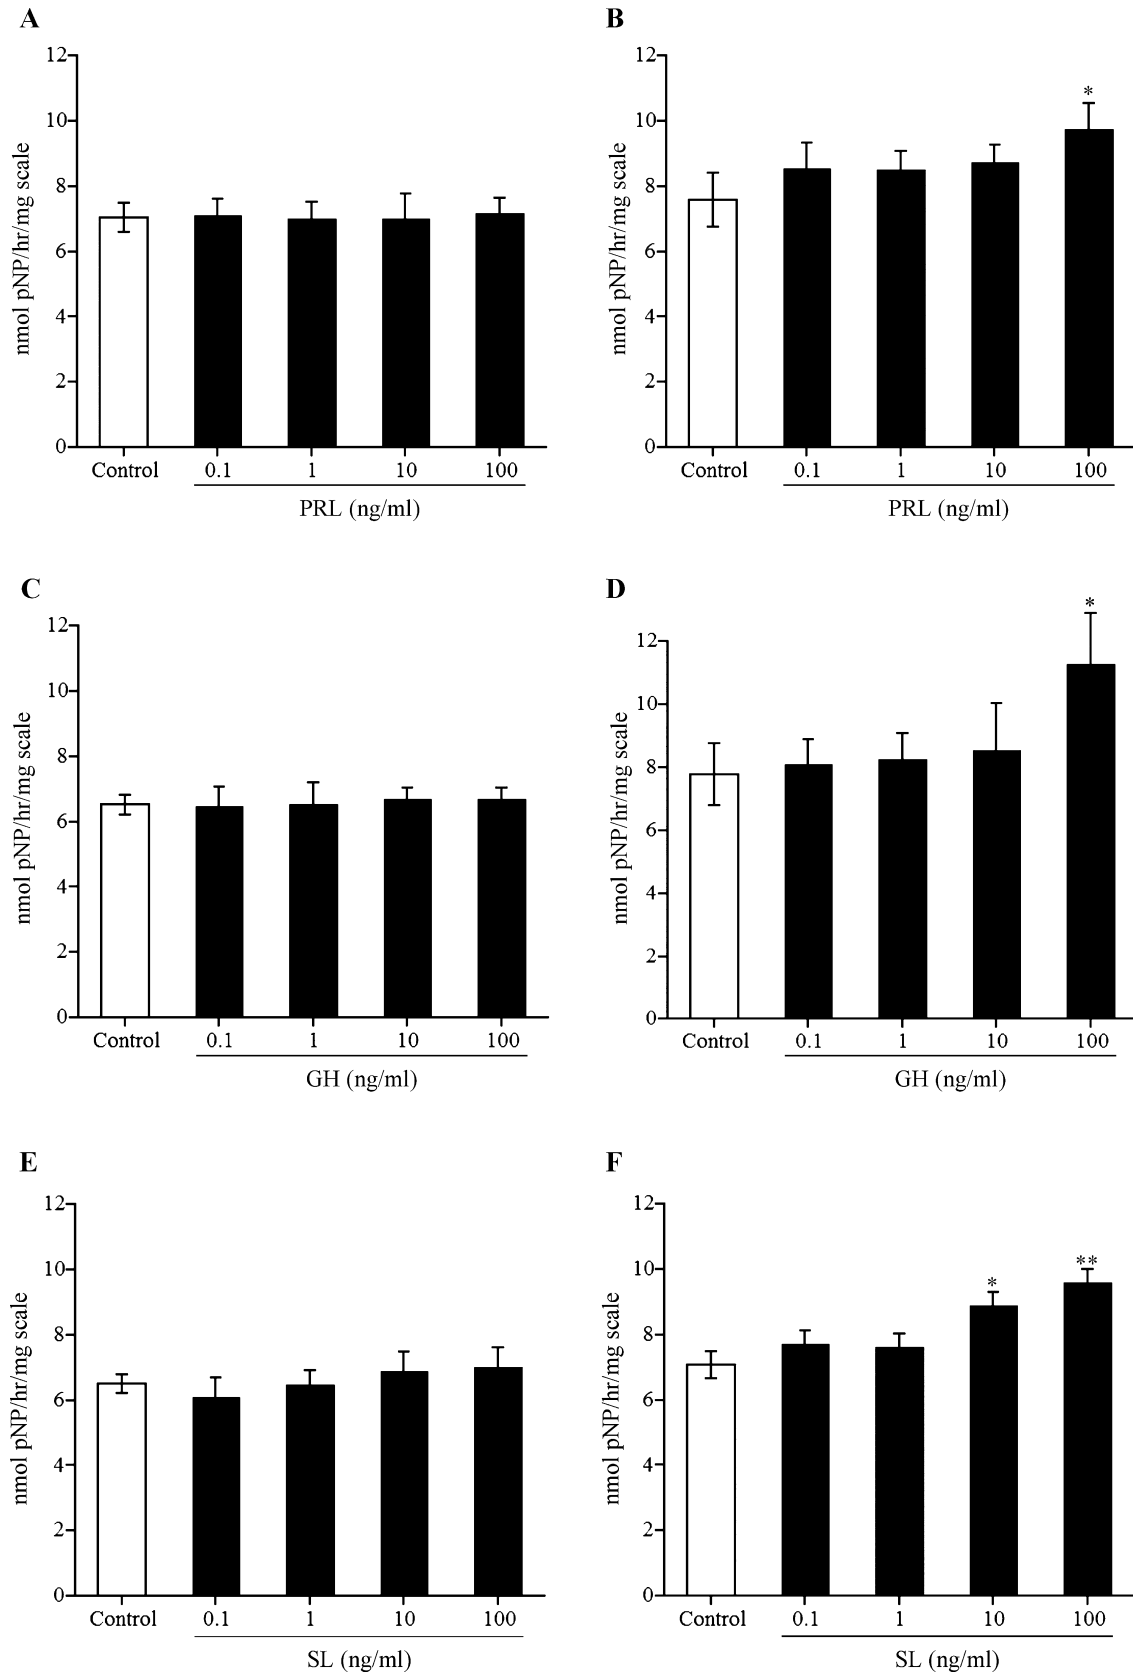 A
12
10
8
6
4
2
0
nmol pNP/hr/mg scale
Control 0.1 1 10 100
PRL (ng/ml)
B
12
10
8
6
4
2
0
nmol pNP/hr/mg scale
*
Control 0.1 1 10 100
PRL (ng/ml)
C
12
10
8
6
4
2
0
nmol pNP/hr/mg scale
Control 0.1 1 10 100
GH (ng/ml)
D
12
10
8
6
4
2
0
nmol pNP/hr/mg scale
*
Control 0.1 1 10 100
GH (ng/ml)
E
12
10
8
6
4
2
0
nmol pNP/hr/mg scale
Control 0.1 1 10 100
SL (ng/ml)
F
12
10
8
6
4
2
0
nmol pNP/hr/mg scale
* **
Control 0.1 1 10 100
SL (ng/ml)